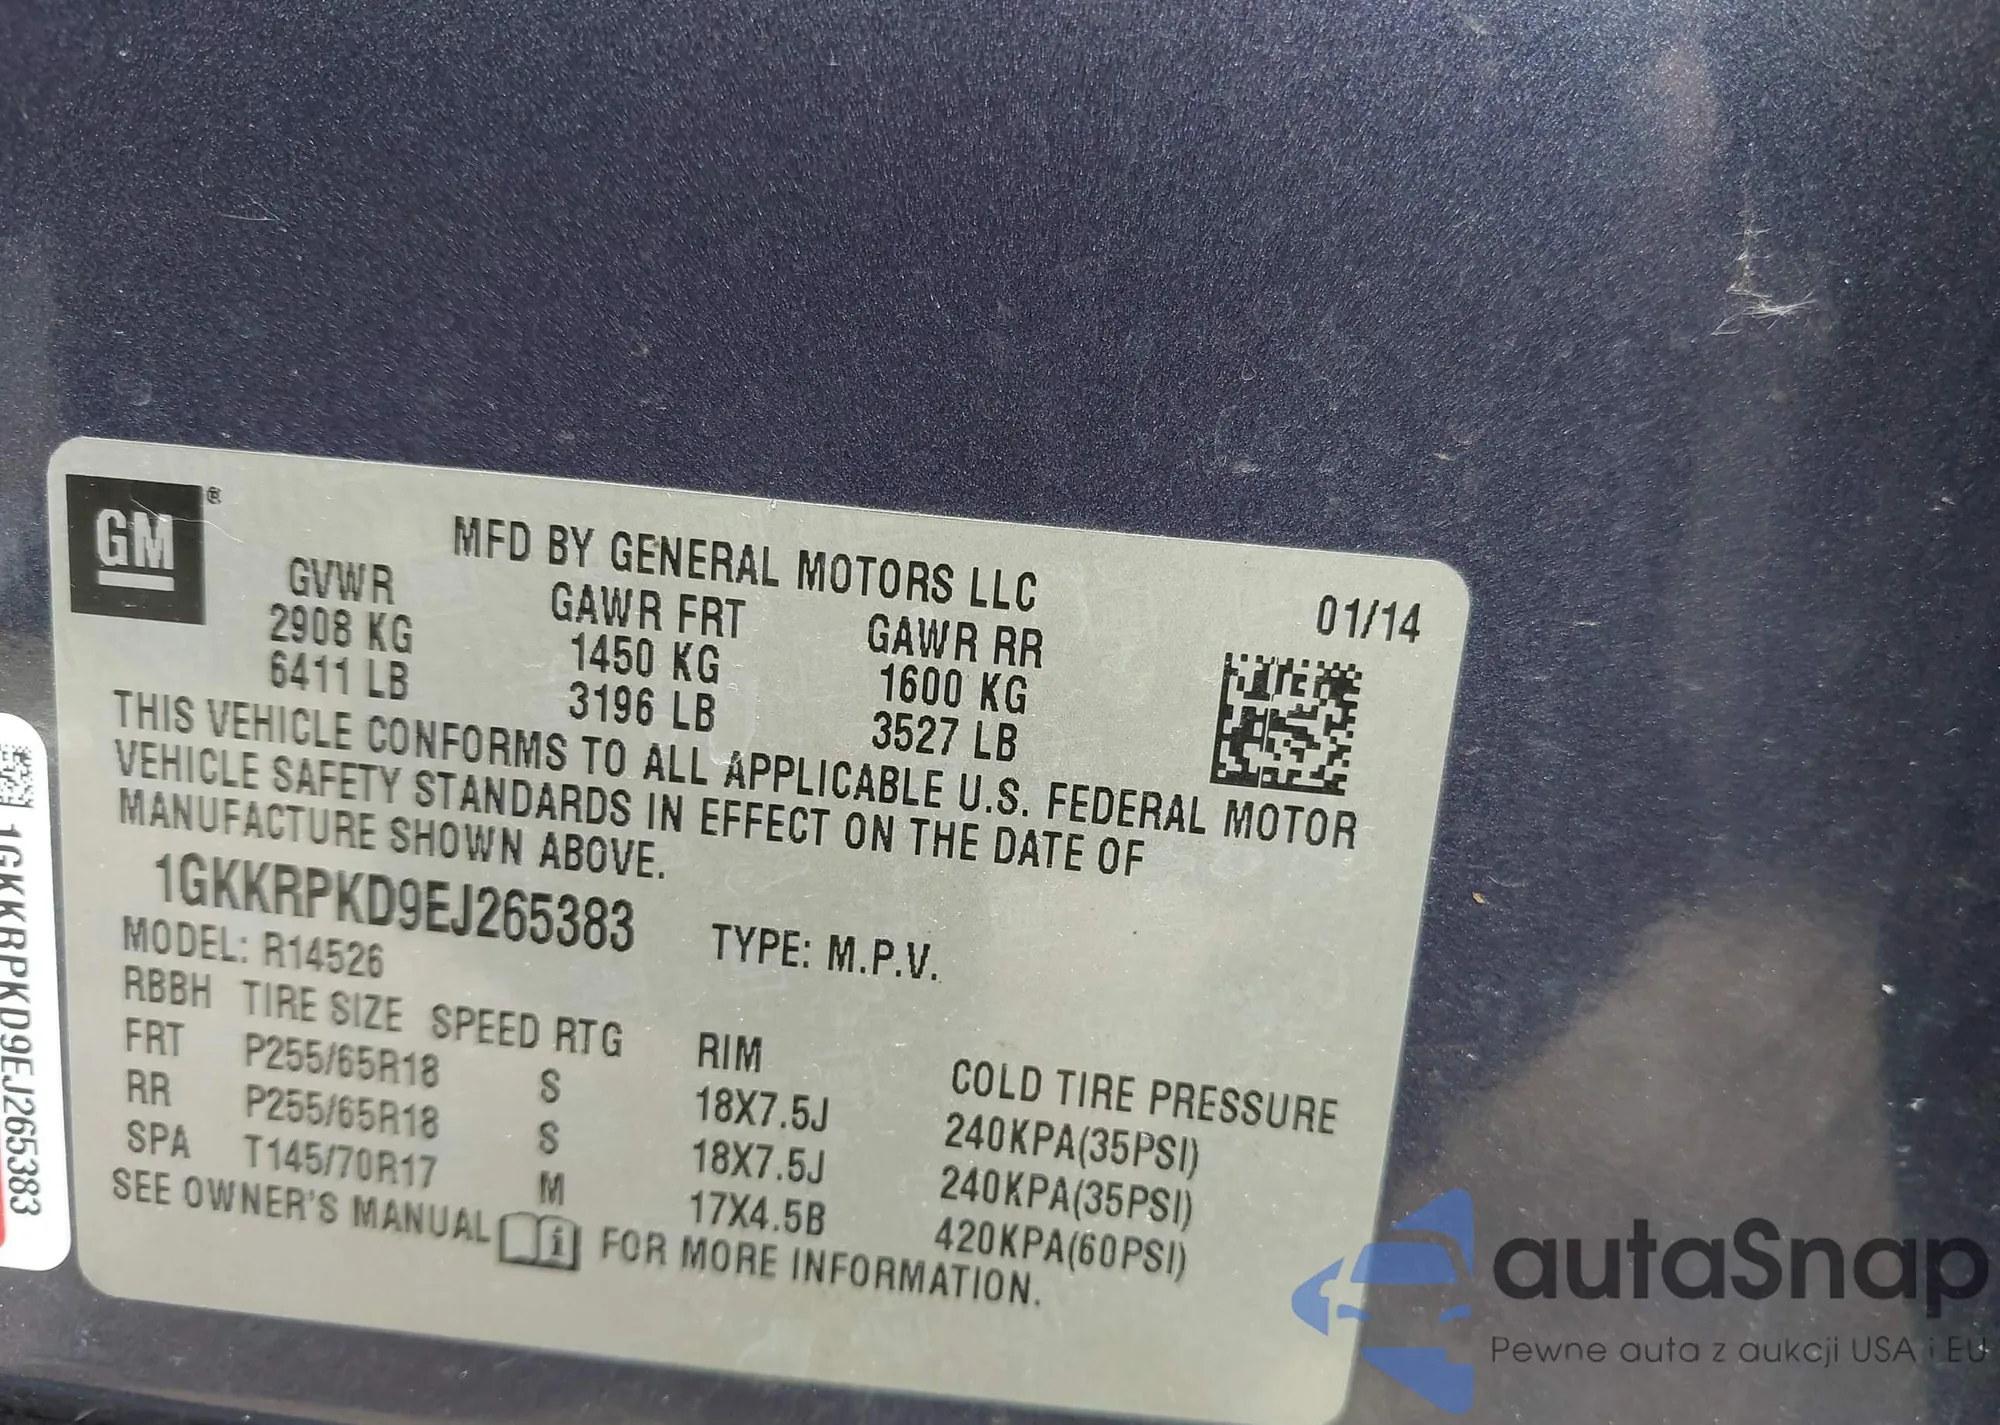 GM ®
MFD BY GENERAL MOTORS LLC
01/14
GVWR GAWR FRT GAWR RR
2908 KG 1450 KG 1600 KG
6411 LB 3196 LB 3527 LB
THIS VEHICLE CONFORMS TO ALL APPLICABLE U.S. FEDERAL MOTOR
VEHICLE SAFETY STANDARDS IN EFFECT ON THE DATE OF
MANUFACTURE SHOWN ABOVE.
1GKKRPKD9EJ265383 TYPE: M.P.V.
MODEL: R14526
RBBH TIRE SIZE SPEED RTG RIM COLD TIRE PRESSURE
FRT P255/65R18 S 18X7.5J 240KPA(35PSI)
RR P255/65R18 S 18X7.5J 240KPA(35PSI)
SPA T145/70R17 M 17X4.5B 420KPA(60PSI)
SEE OWNER'S MANUAL i FOR MORE INFORMATION.
1GKKRPKD9EJ265383
autaSnap
Pewne auta z aukcji USA i EU